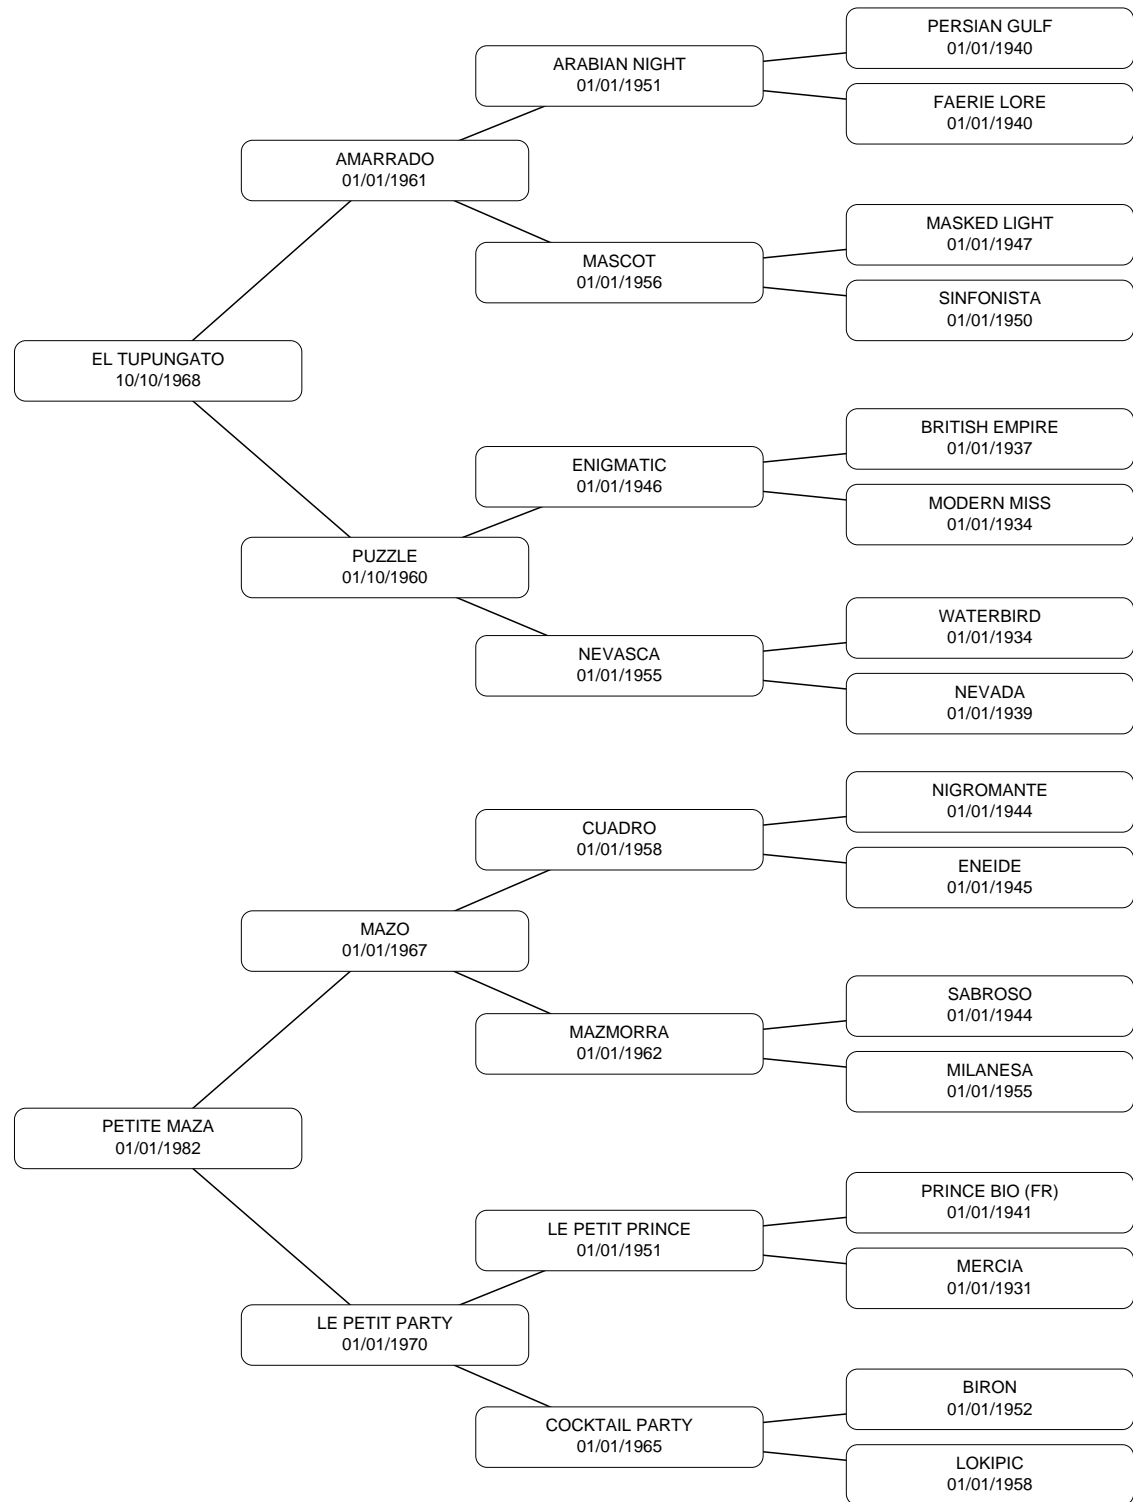 PERSIAN GULF
01/01/1940
ARABIAN NIGHT
01/01/1951
FAERIE LORE
01/01/1940
AMARRADO
01/01/1961
MASKED LIGHT
01/01/1947
MASCOT
01/01/1956
SINFONISTA
01/01/1950
EL TUPUNGATO
10/10/1968
BRITISH EMPIRE
01/01/1937
ENIGMATIC
01/01/1946
MODERN MISS
01/01/1934
PUZZLE
01/10/1960
WATERBIRD
01/01/1934
NEVASCA
01/01/1955
NEVADA
01/01/1939
NIGROMANTE
01/01/1944
CUADRO
01/01/1958
ENEIDE
01/01/1945
MAZO
01/01/1967
SABROSO
01/01/1944
MAZMORRA
01/01/1962
MILANESA
01/01/1955
PETITE MAZA
01/01/1982
PRINCE BIO (FR)
01/01/1941
LE PETIT PRINCE
01/01/1951
MERCIA
01/01/1931
LE PETIT PARTY
01/01/1970
BIRON
01/01/1952
COCKTAIL PARTY
01/01/1965
LOKIPIC
01/01/1958